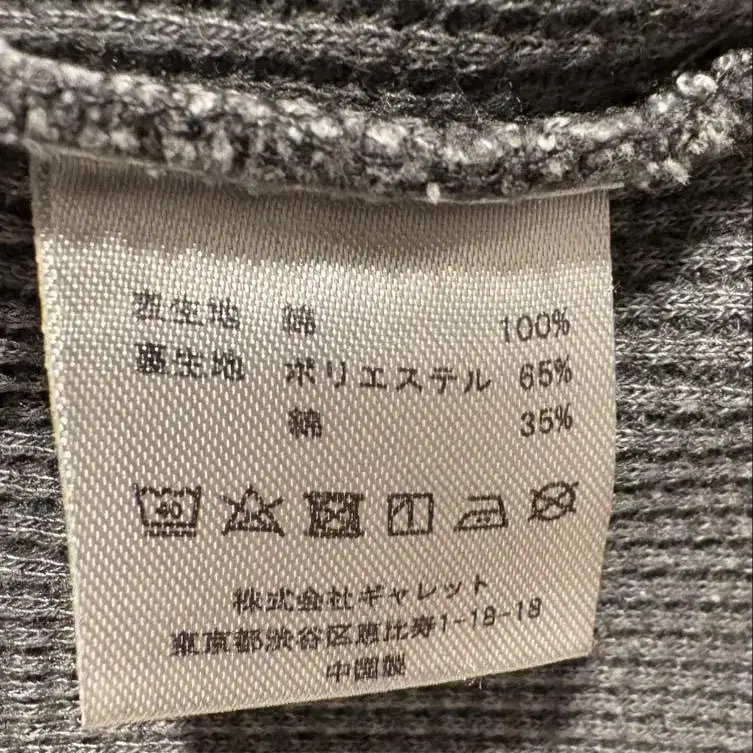 表生地 綿 100%
裏生地 ポリエステル 65%
綿 35%
40
株式会社ギャレット
東京都渋谷区恵比寿1-18-18
中国製